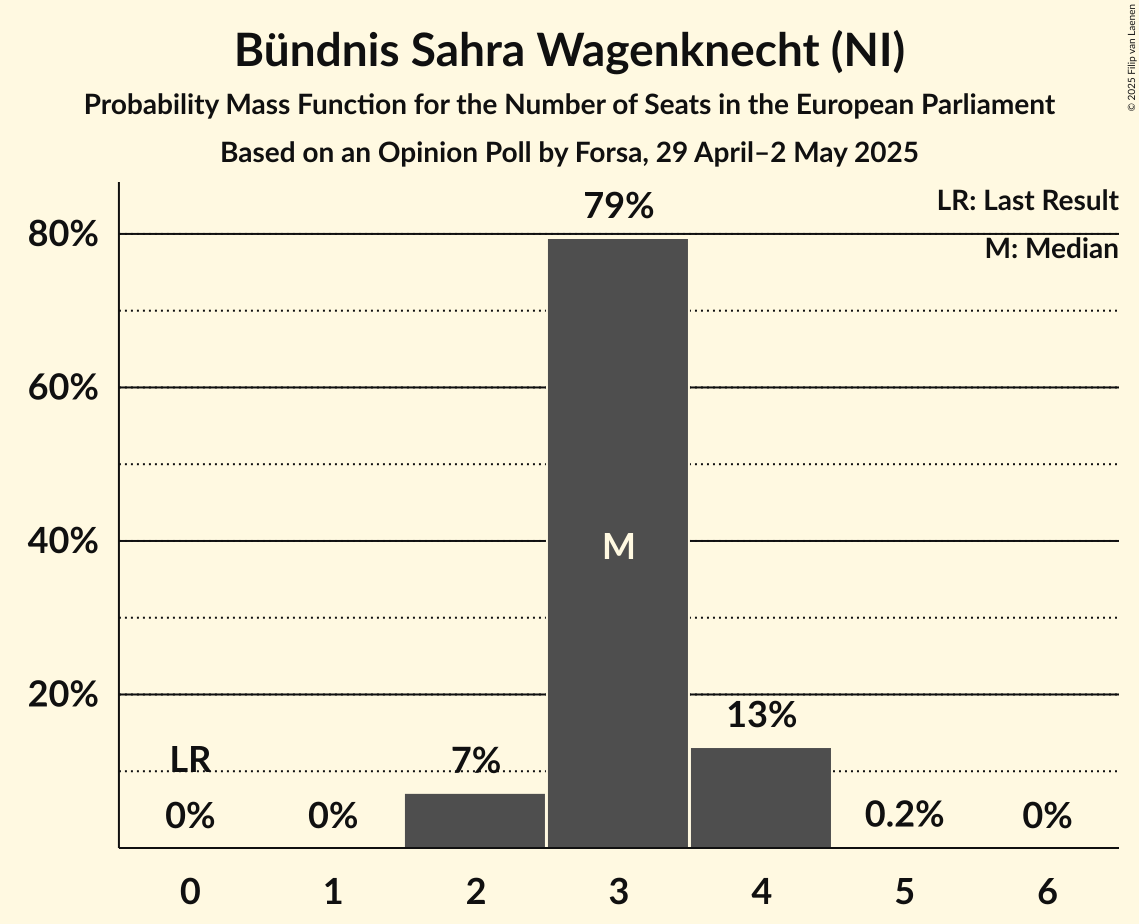 Bündnis Sahra Wagenknecht (NI)
Probability Mass Function for the Number of Seats in the European Parliament
Based on an Opinion Poll by Forsa, 29 April–2 May 2025
© 2025 Filip van Laenen
LR: Last Result
M: Median
79%
80%
60%
40%
M
20%
13%
LR
7%
0%
0%
0.2%
0%
0
1
2
3
4
5
6